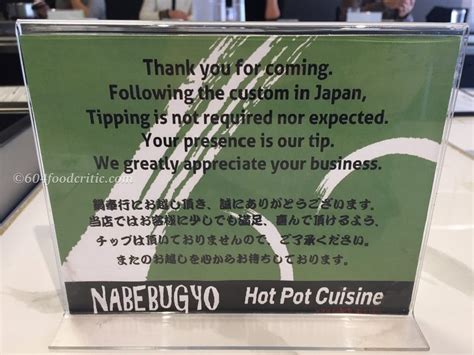 Thank you for coming.
Following the custom in Japan,
Tipping is not required nor expected.
Your presence is our tip.
We greatly appreciate your business.
©604foodcritic.com
鍋奉行にお越し頂き、誠にありがとうございます。
当店ではお客様に少しでも満足、喜んで頂けるよう、
チップは頂いておりませんので、ご了承ください。
またのお越しを心からお待ちしております。
NABEBUGYO Hot Pot Cuisine